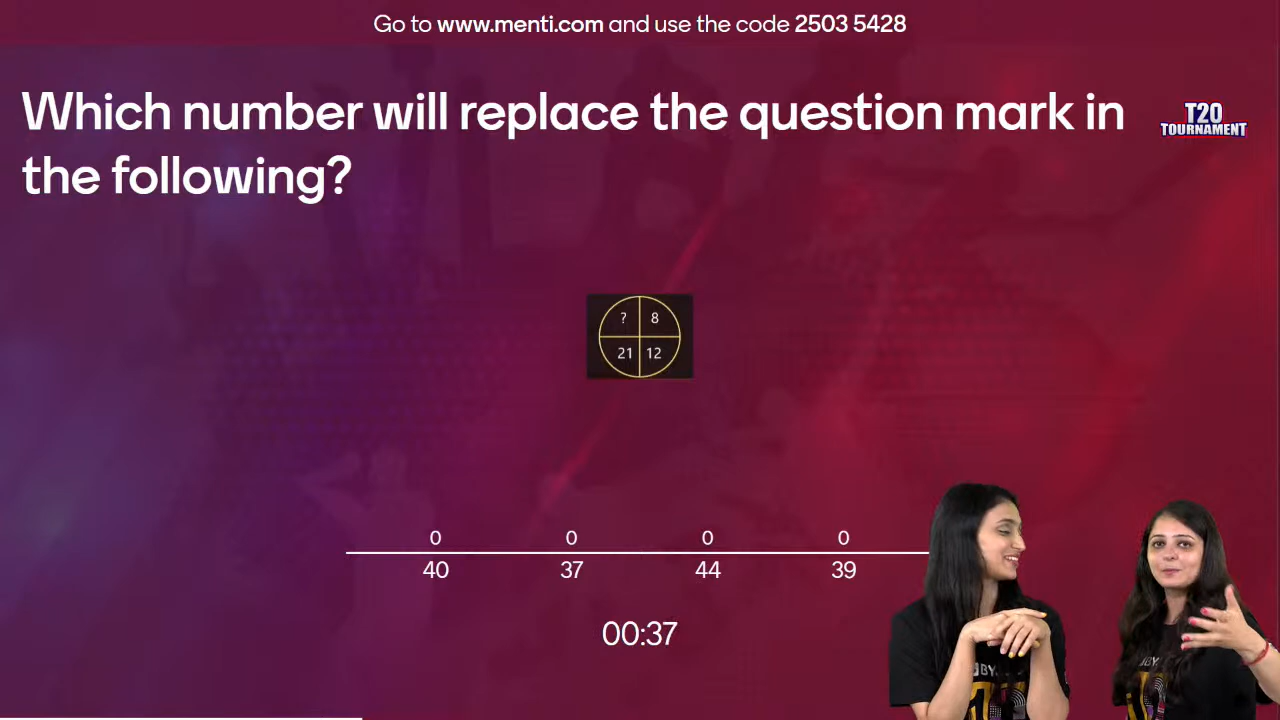 Go to www.menti.com and use the code 2503 5428
Which number will replace the question mark in
the following?
T20
TOURNAMENT
? 8
21 12
0 0 0 0
40 37 44 39
00:37
BY